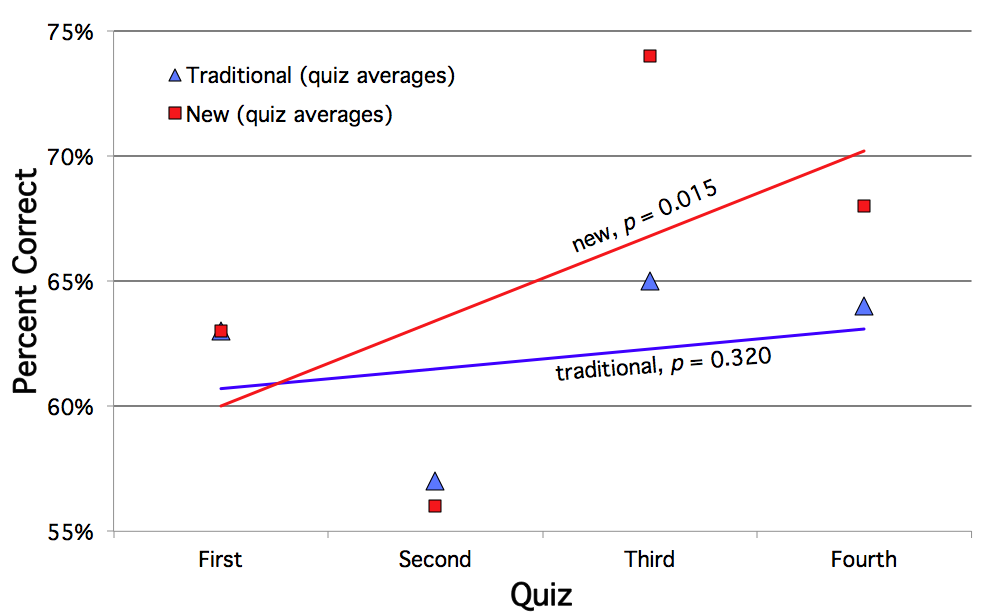 75%
Traditional (quiz averages)
New (quiz averages)
70%
new, p = 0.015
65%
traditional, p = 0.320
60%
55%
Percent Correct
First Second Third Fourth
Quiz